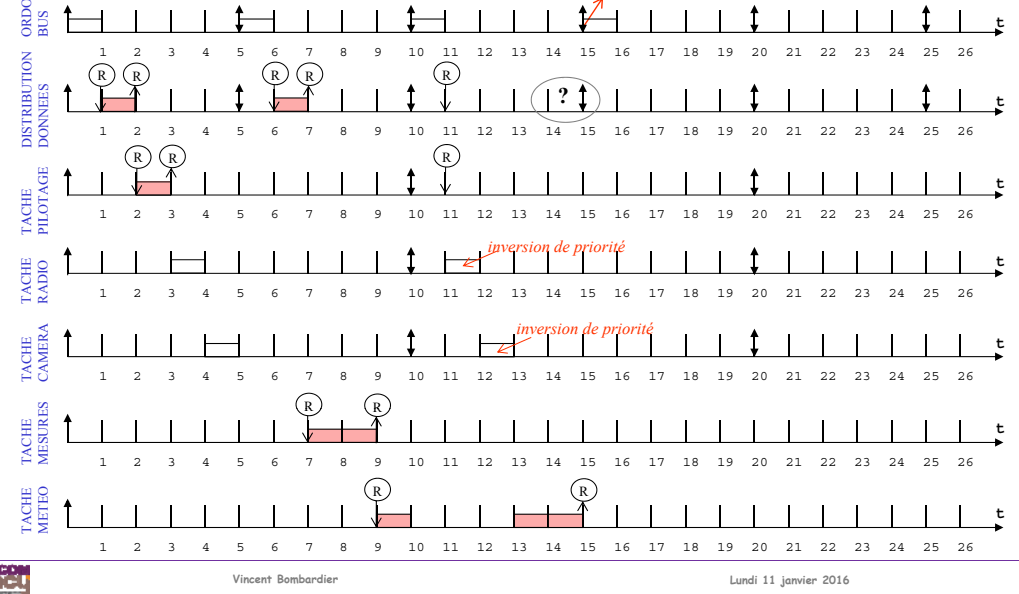 ORDO
BUS
t
1 2 3 4 5 6 7 8 9 10 11 12 13 14 15 16 17 18 19 20 21 22 23 24 25 26
DISTRIBUTION
DONNEES
R R R R R
?
t
1 2 3 4 5 6 7 8 9 10 11 12 13 14 15 16 17 18 19 20 21 22 23 24 25 26
TACHE
PILOTAGE
R R R
t
1 2 3 4 5 6 7 8 9 10 11 12 13 14 15 16 17 18 19 20 21 22 23 24 25 26
TACHE
RADIO
inversion de priorité
t
1 2 3 4 5 6 7 8 9 10 11 12 13 14 15 16 17 18 19 20 21 22 23 24 25 26
TACHE
CAMERA
inversion de priorité
t
1 2 3 4 5 6 7 8 9 10 11 12 13 14 15 16 17 18 19 20 21 22 23 24 25 26
TACHE
MESURES
R R
t
1 2 3 4 5 6 7 8 9 10 11 12 13 14 15 16 17 18 19 20 21 22 23 24 25 26
TACHE
METEO
R R
t
1 2 3 4 5 6 7 8 9 10 11 12 13 14 15 16 17 18 19 20 21 22 23 24 25 26
Vincent Bombardier
Lundi 11 janvier 2016